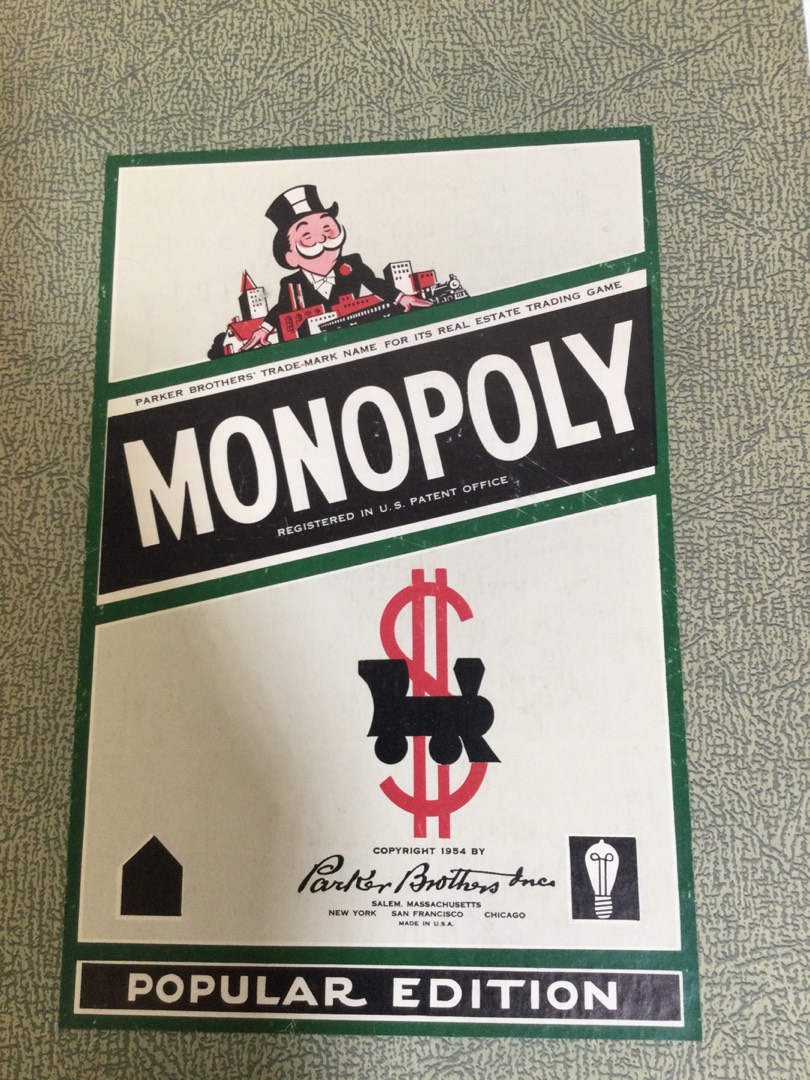 PARKER BROTHERS' TRADE-MARK NAME FOR ITS REAL ESTATE TRADING GAME
MONOPOLY
REGISTERED IN U.S. PATENT OFFICE
COPYRIGHT 1954 BY
Parker Brothers Inc.
SALEM, MASSACHUSETTS
NEW YORK SAN FRANCISCO CHICAGO
MADE IN U.S.A.
POPULAR EDITION